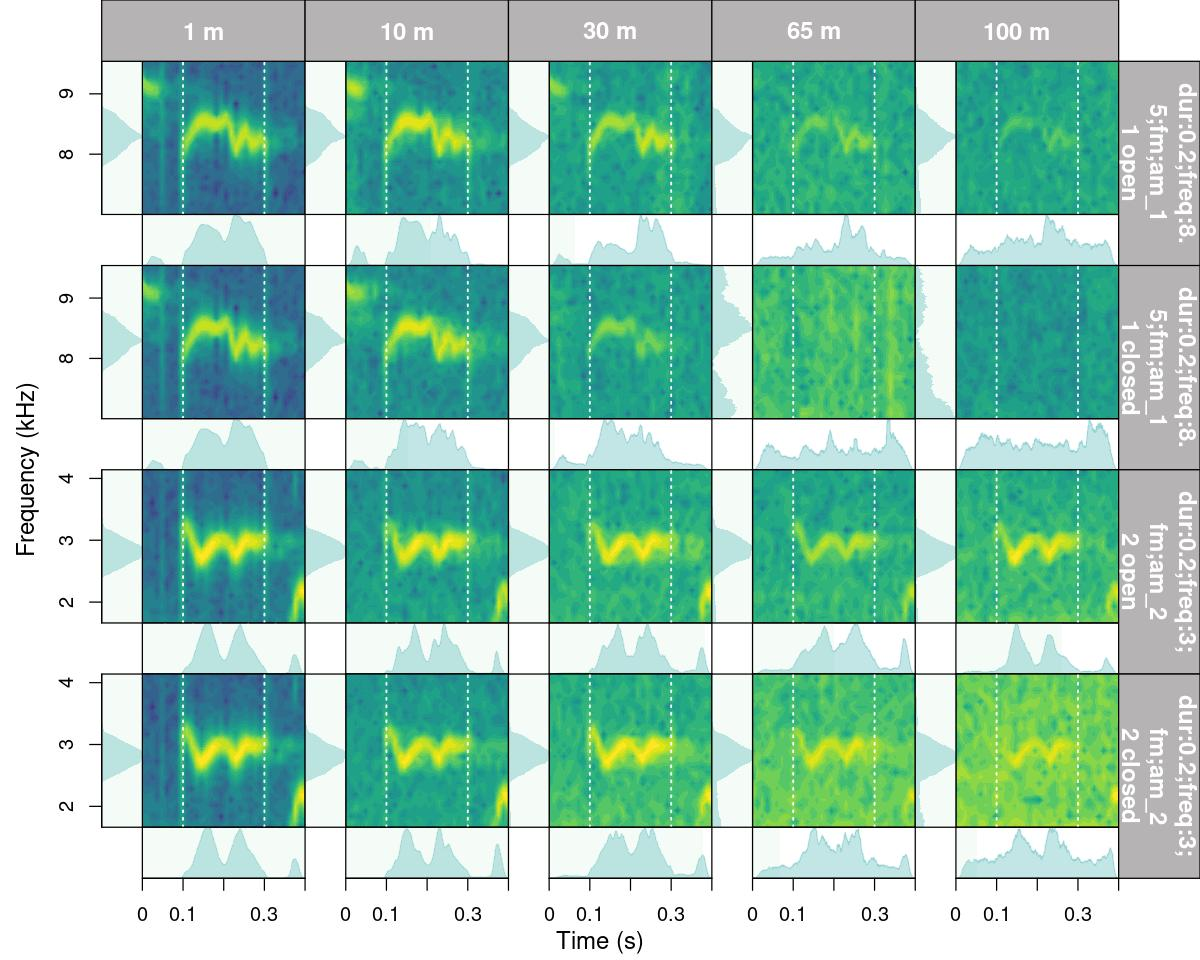 1 m
10 m
30 m
65 m
100 m
dur:0.2;freq:8.
5;fm;am_1
1 open
9
8
dur:0.2;freq:8.
5;fm;am_1
1 closed
9
8
Frequency (kHz)
dur:0.2;freq:3;
fm;am_2
2 open
4
3
2
dur:0.2;freq:3;
fm;am_2
2 closed
4
3
2
0 0.1 0.3 0 0.1 0.3 0 0.1 0.3 0 0.1 0.3 0 0.1 0.3
Time (s)